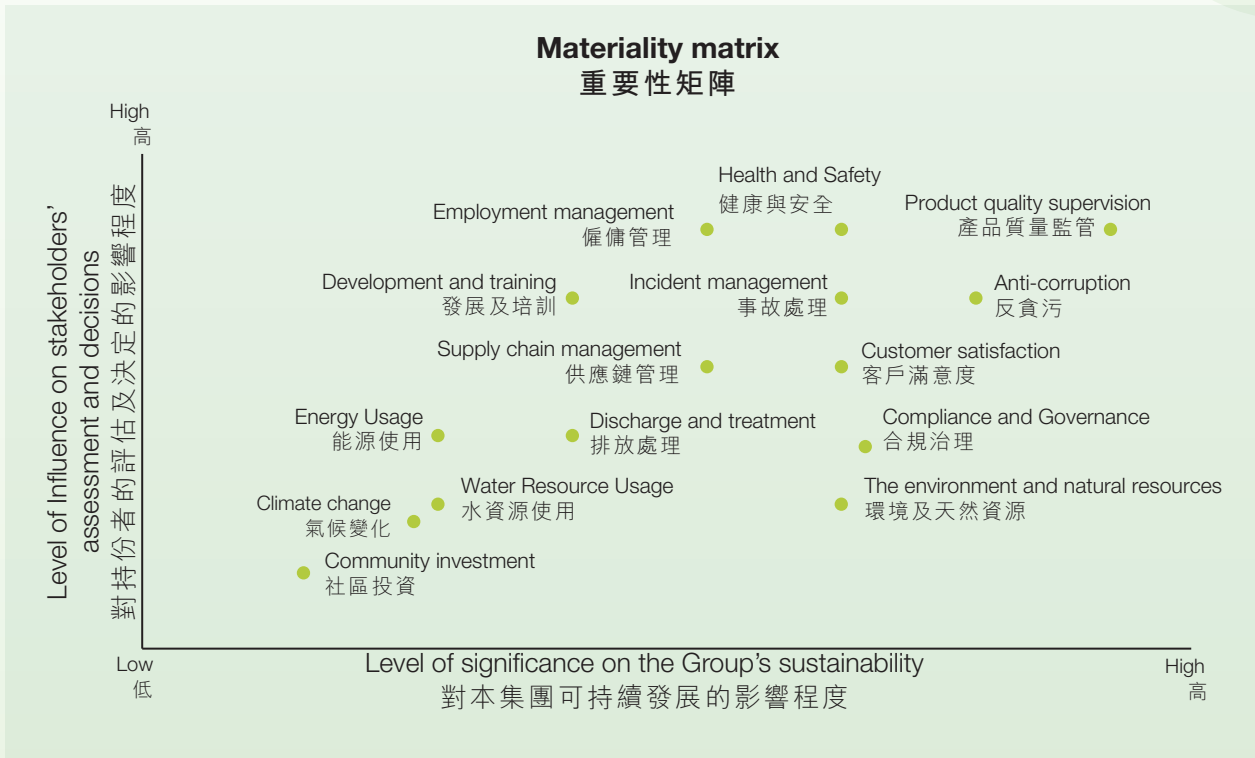 Materiality matrix
重要性矩陣
High
高
Level of Influence on stakeholders'
assessment and decisions
對持份者的評估及決定的影響程度
Health and Safety
健康與安全
Employment management
僱傭管理
Product quality supervision
產品質量監管
Development and training
發展及培訓
Incident management
事故處理
Anti-corruption
反貪污
Supply chain management
供應鏈管理
Customer satisfaction
客戶滿意度
Energy Usage
能源使用
Discharge and treatment
排放處理
Compliance and Governance
合規治理
Climate change
氣候變化
Water Resource Usage
水資源使用
The environment and natural resources
環境及天然資源
Community investment
社區投資
Low
低
Level of significance on the Group's sustainability
對本集團可持續發展的影響程度
High
高